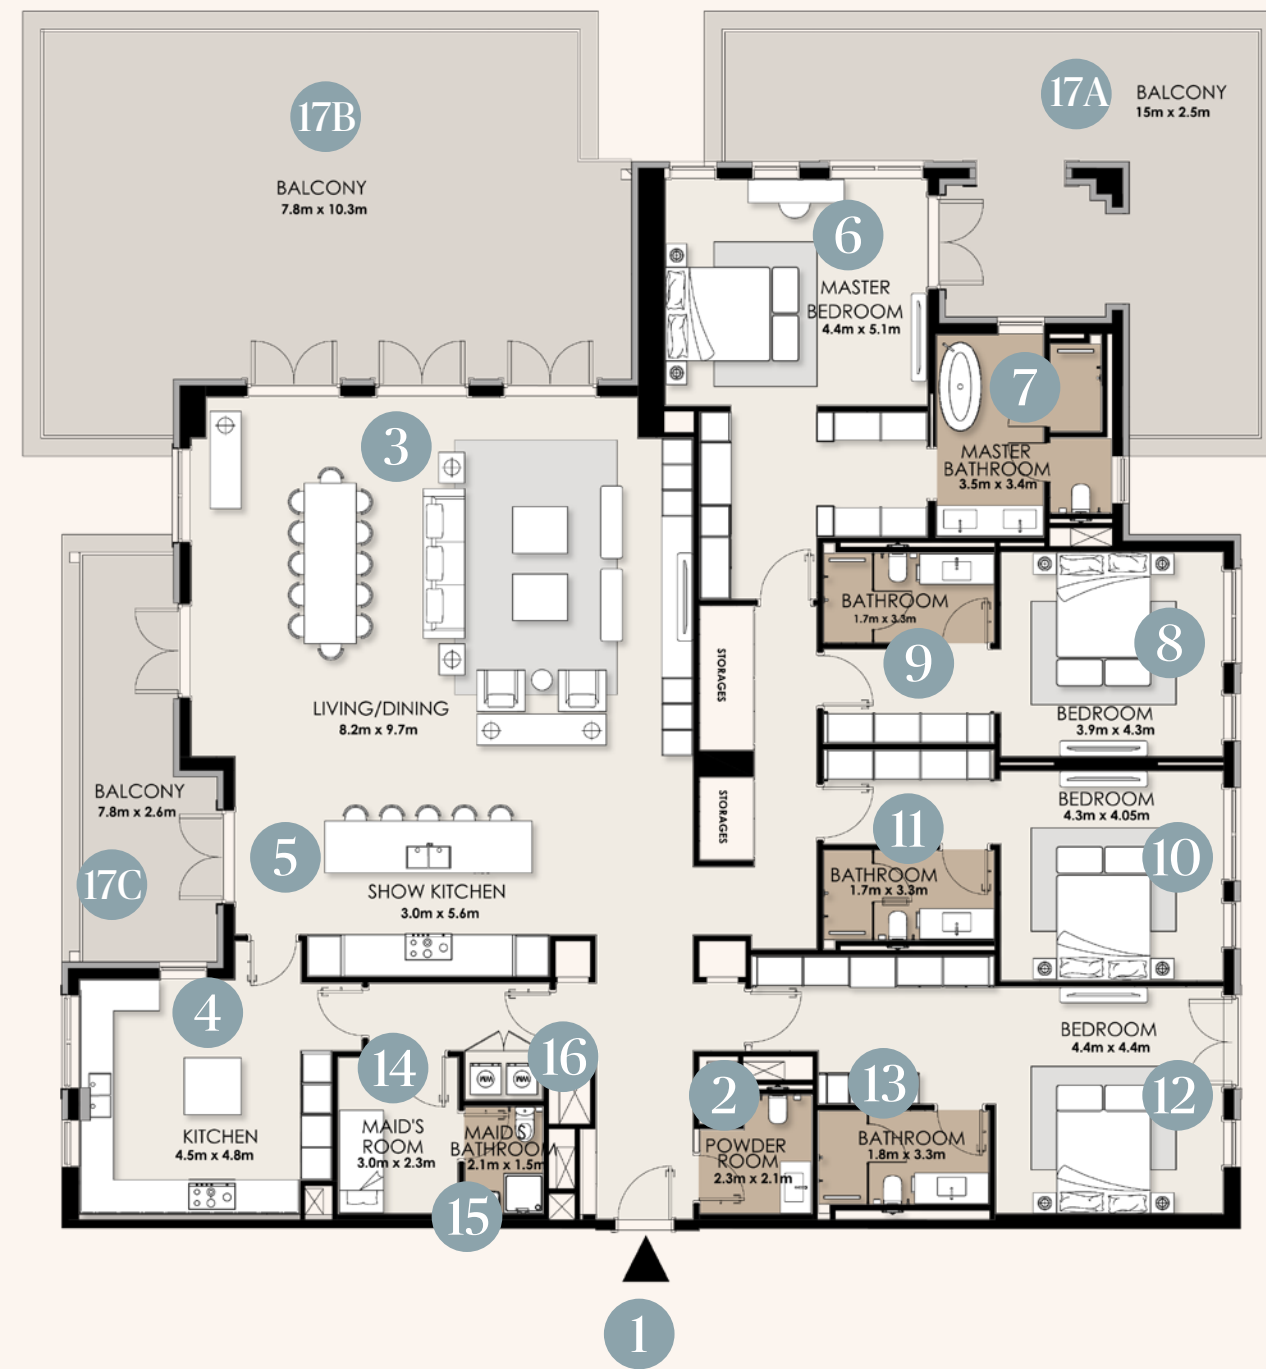 17B
17A
BALCONY
15m x 2.5m
BALCONY
7.8m x 10.3m
6
MASTER
BEDROOM
4.4m x 5.1m
7
3
MASTER
BATHROOM
3.5m x 3.4m
BATHROOM
1.7m x 3.3m
8
9
STORAGES
LIVING/DINING
8.2m x 9.7m
BEDROOM
3.9m x 4.3m
BALCONY
7.8m x 2.6m
BEDROOM
4.3m x 4.05m
STORAGES
11
5
10
17C
SHOW KITCHEN
3.0m x 5.6m
BATHROOM
1.7m x 3.3m
4
BEDROOM
4.4m x 4.4m
14
16
WM
WM
2
13
12
KITCHEN
4.5m x 4.8m
MAID'S
ROOM
3.0m x 2.3m
MAID'S
BATHROOM
2.1m x 1.5m
POWDER
ROOM
2.3m x 2.1m
BATHROOM
1.8m x 3.3m
15
1